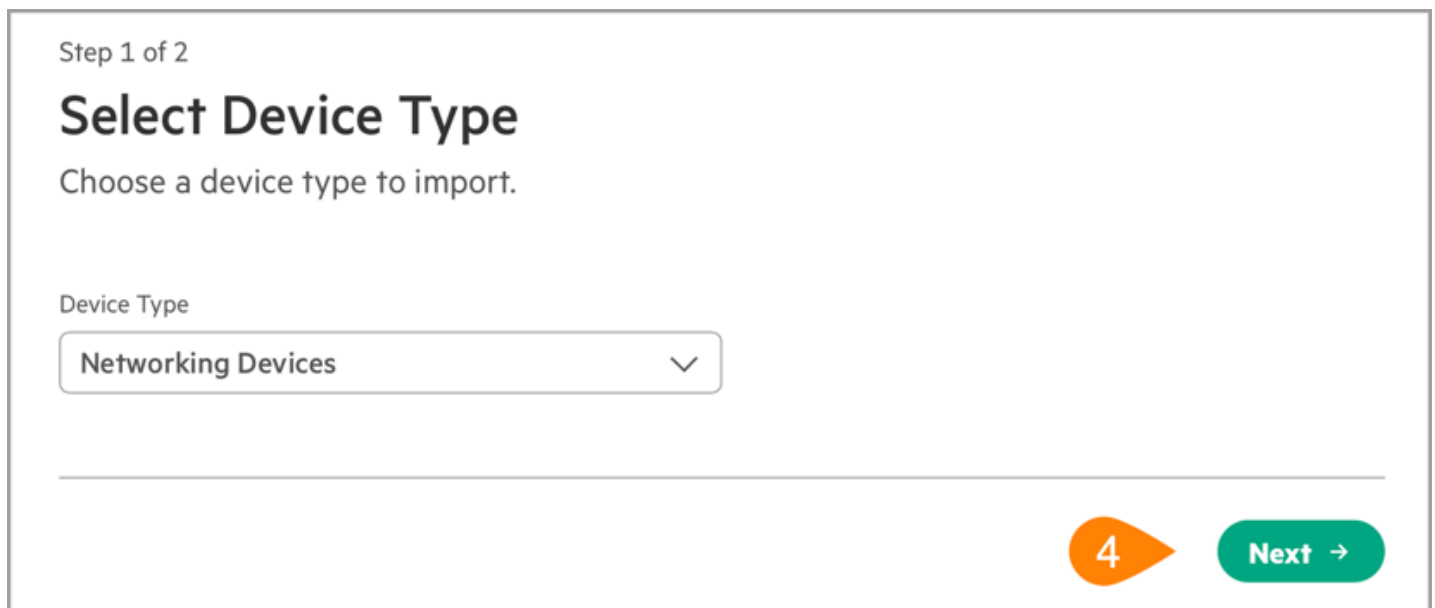 Step 1 of 2
Select Device Type
Choose a device type to import.
Device Type
Networking Devices
4
Next →